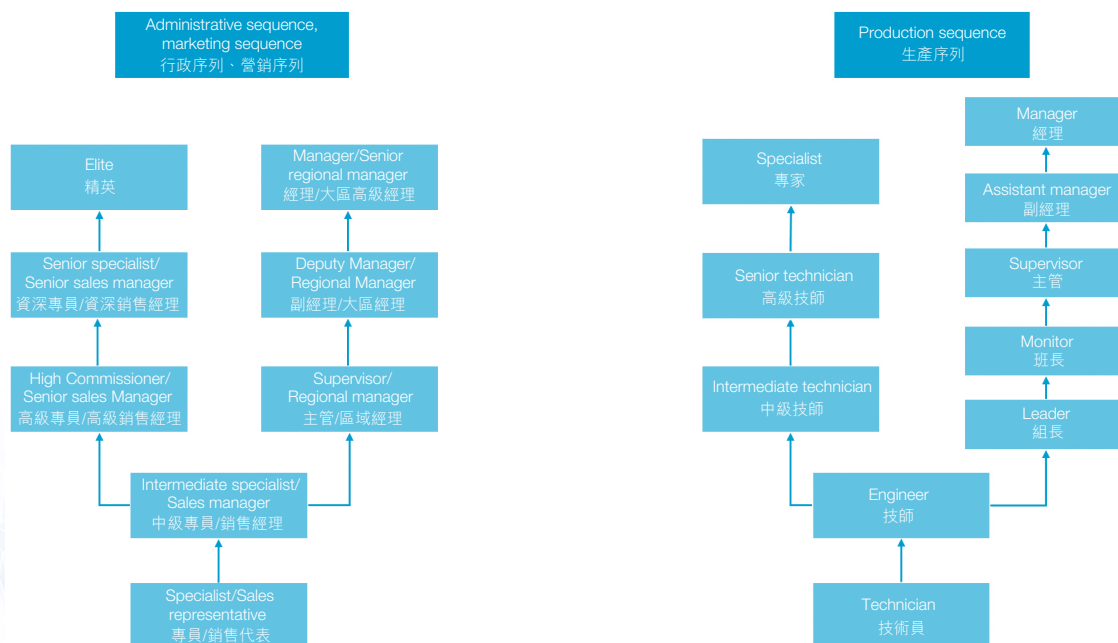 Administrative sequence,
marketing sequence
行政序列、營銷序列
Elite
精英
Manager/Senior
regional manager
經理/大區高級經理
Senior specialist/
Senior sales manager
資深專員/資深銷售經理
Deputy Manager/
Regional Manager
副經理/大區經理
High Commissioner/
Senior sales Manager
高級專員/高級銷售經理
Supervisor/
Regional manager
主管/區域經理
Intermediate specialist/
Sales manager
中級專員/銷售經理
Specialist/Sales
representative
專員/銷售代表
Production sequence
生產序列
Specialist
專家
Senior technician
高級技師
Intermediate technician
中級技師
Manager
經理
Assistant manager
副經理
Supervisor
主管
Monitor
班長
Leader
組長
Engineer
技師
Technician
技術員